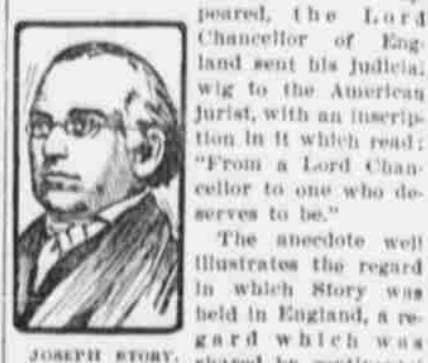 peared, the Lord
Chancellor of Eng-
land sent his judicial
wig to the American
jurist, with an inscrip-
tion in it which read:
"From a Lord Chan-
cellor to one who de-
serves to be."
The anecdote well
illustrates the regard
in which Story was
held in England, a re-
gard which was
shared by
JOSEPH STORY.